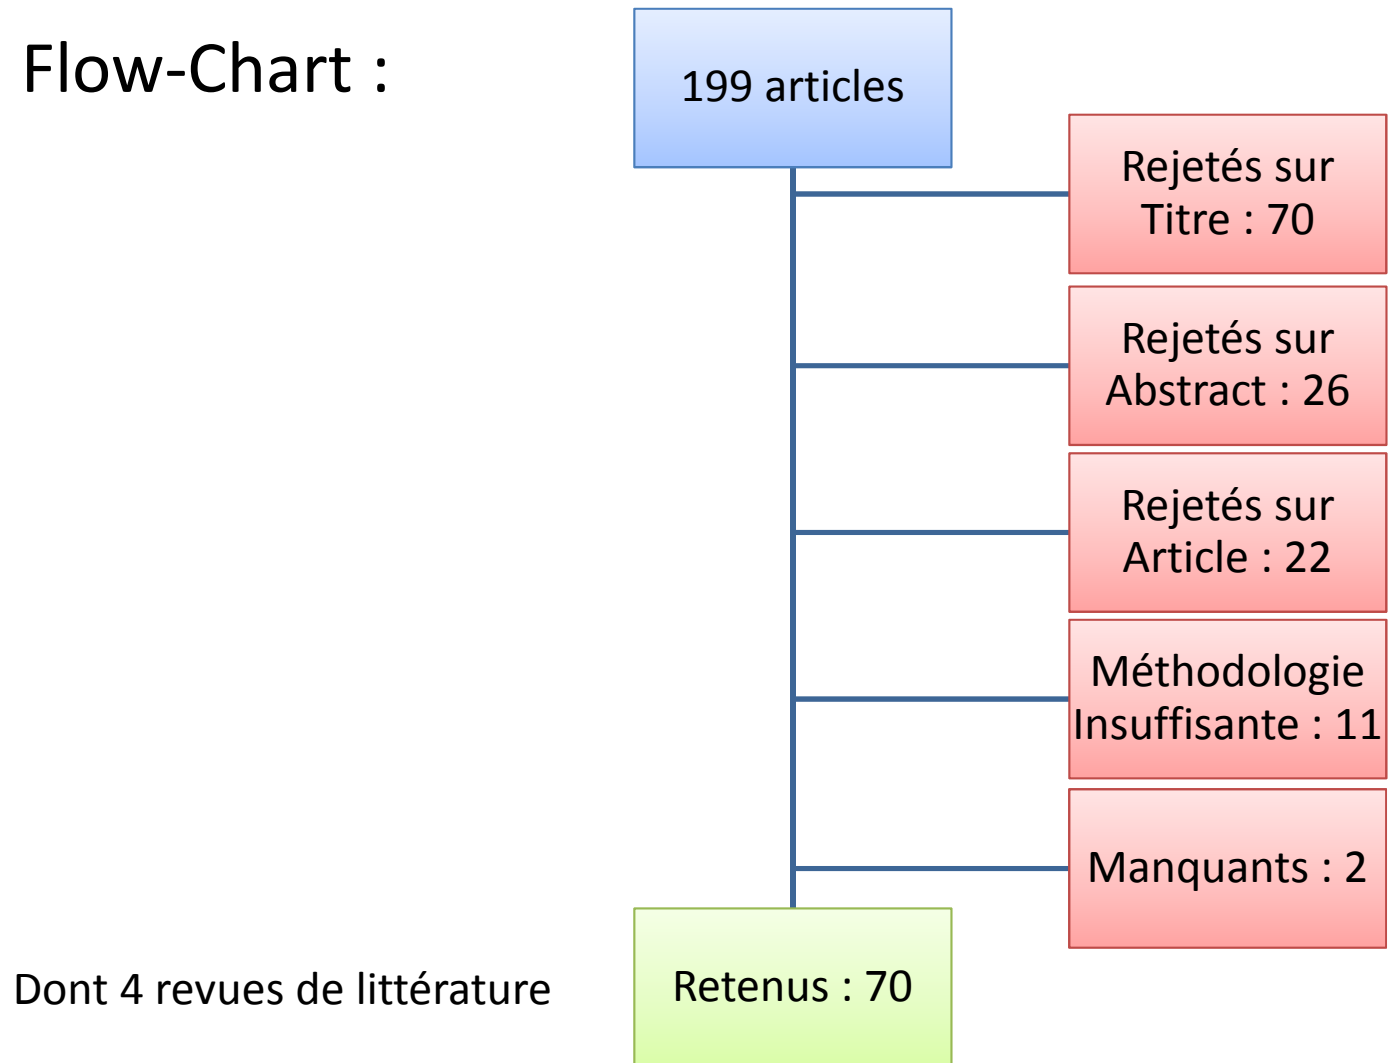 Flow-Chart :
199 articles
Rejetés sur
Titre : 70
Rejetés sur
Abstract : 26
Rejetés sur
Article : 22
Méthodologie
Insuffisante : 11
Manquants : 2
Dont 4 revues de littérature
Retenus : 70